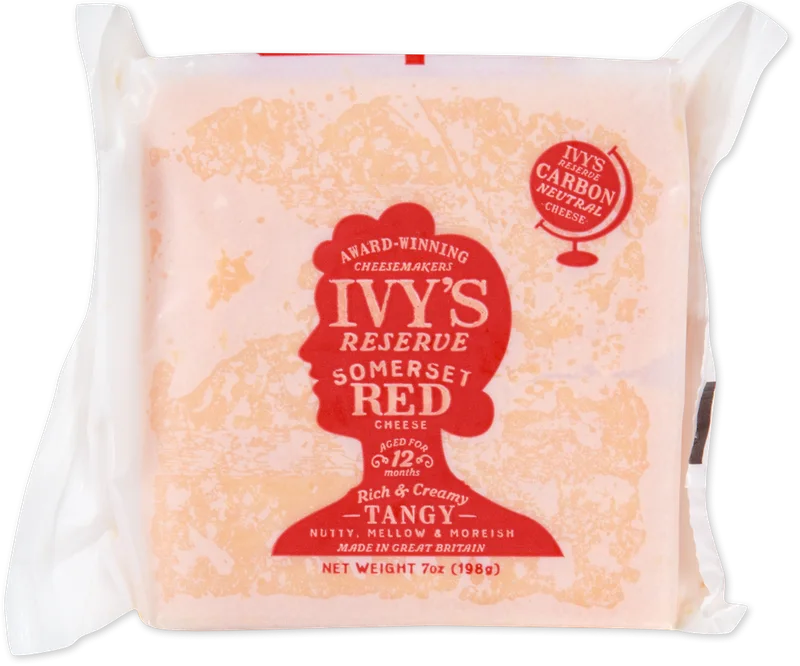 IVY'S
RESERVE
CARBON
NEUTRAL
·CHEESE·
AWARD-WINNING
CHEESEMAKERS
IVY'S
RESERVE
SOMERSET
RED
CHEESE
AGED FOR
12
months
Rich & Creamy
—TANGY—
NUTTY, MELLOW & MOREISH
MADE IN GREAT BRITAIN
NET WEIGHT 7oz (198g)